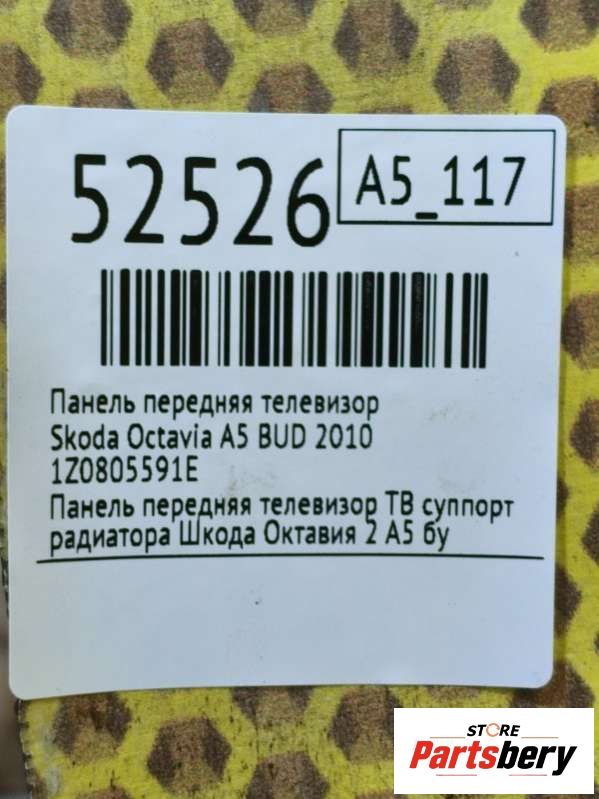 52526
A5_117
Панель передняя телевизор
Skoda Octavia A5 BUD 2010
1Z0805591E
Панель передняя телевизор ТВ суппорт
радиатора Шкода Октавия 2 А5 бу
STORE
Partsbery